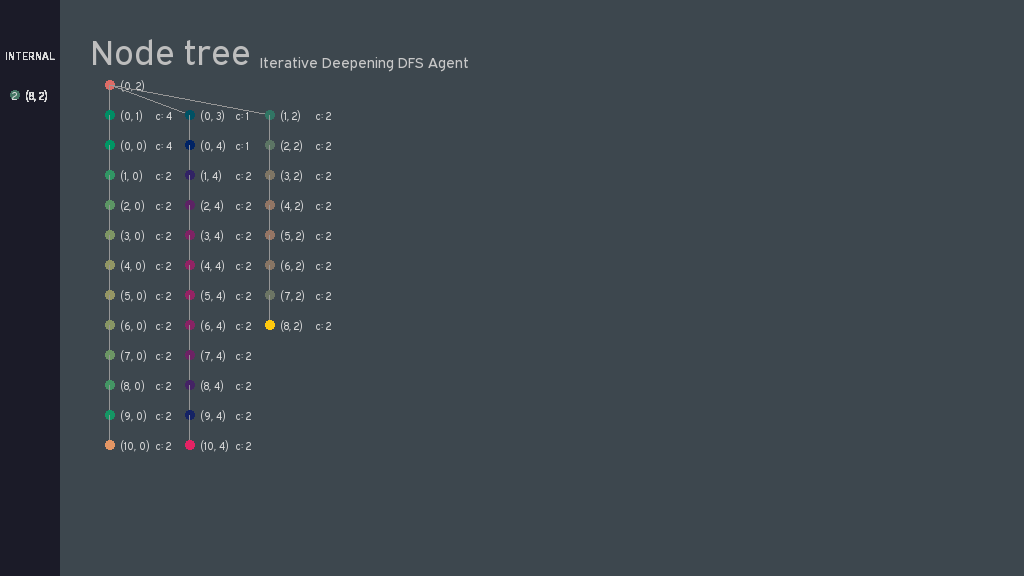 INTERNAL
2 (8, 2)
Node tree Iterative Deepening DFS Agent
(0, 2)
(0, 1) c: 4 (0, 3) c: 1 (1, 2) c: 2
(0, 0) c: 4 (0, 4) c: 1 (2, 2) c: 2
(1, 0) c: 2 (1, 4) c: 2 (3, 2) c: 2
(2, 0) c: 2 (2, 4) c: 2 (4, 2) c: 2
(3, 0) c: 2 (3, 4) c: 2 (5, 2) c: 2
(4, 0) c: 2 (4, 4) c: 2 (6, 2) c: 2
(5, 0) c: 2 (5, 4) c: 2 (7, 2) c: 2
(6, 0) c: 2 (6, 4) c: 2 (8, 2) c: 2
(7, 0) c: 2 (7, 4) c: 2
(8, 0) c: 2 (8, 4) c: 2
(9, 0) c: 2 (9, 4) c: 2
(10, 0) c: 2 (10, 4) c: 2